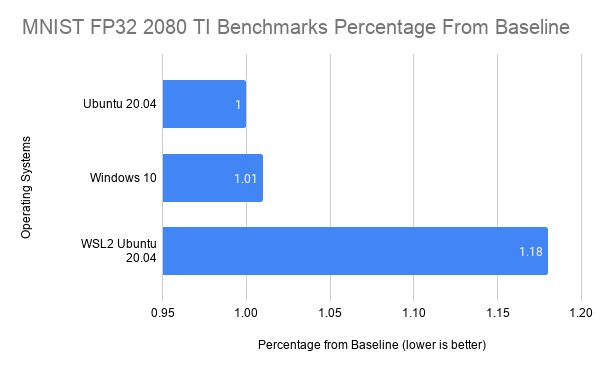 MNIST FP32 2080 TI Benchmarks Percentage From Baseline
Operating Systems
Ubuntu 20.04
1
Windows 10
1.01
WSL2 Ubuntu
20.04
1.18
0.95
1.00
1.05
1.10
1.15
1.20
Percentage from Baseline (lower is better)